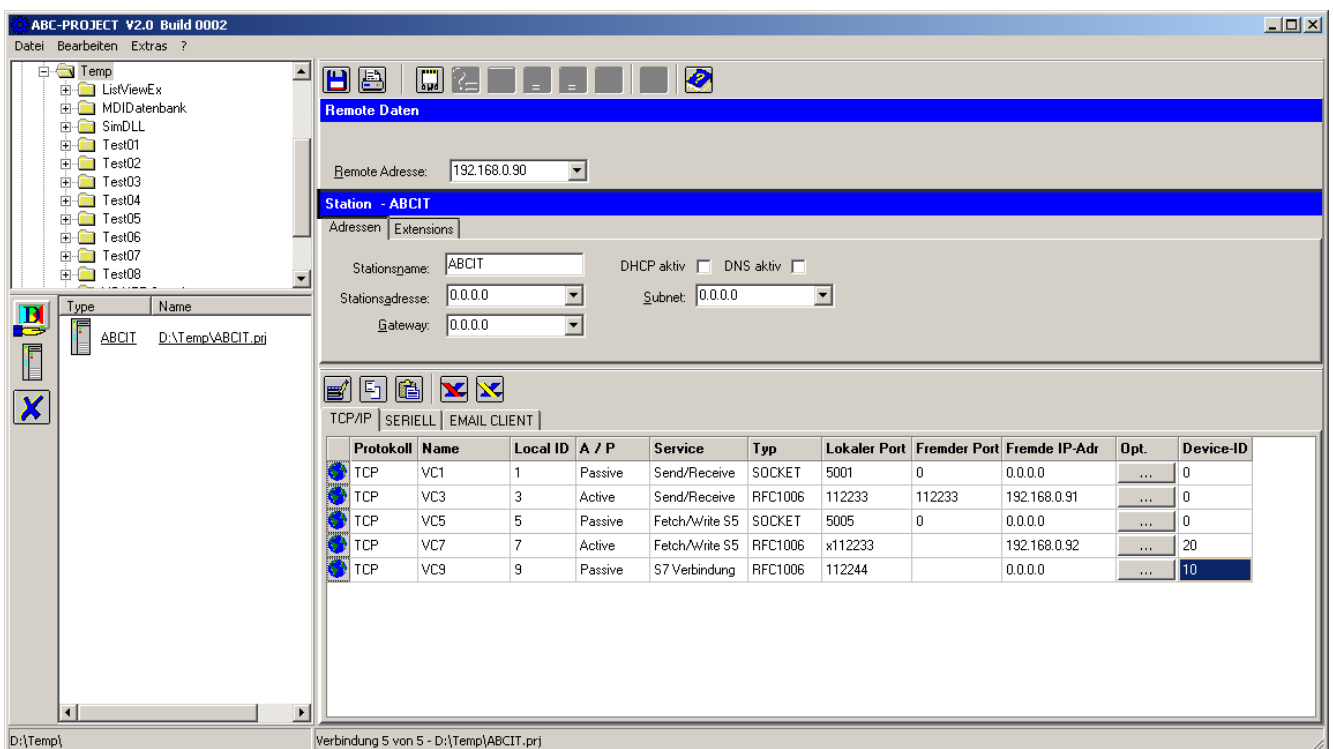 ABC-PROJECT V2.0 Build 0002
Datei Bearbeiten Extras ?
Temp
ListViewEx
MDIDatenbank
SimDLL
Test01
Test02
Test03
Test04
Test05
Test06
Test07
Test08
Type Name
ABCIT D:\Temp\ABCIT.prj
Remote Daten
Remote Adresse: 192.168.0.90
Station - ABCIT
Adressen Extensions
Stationsname: ABCIT DHCP aktiv DNS aktiv
Stationsadresse: 0.0.0.0 Subnet: 0.0.0.0
Gateway: 0.0.0.0
TCP/IP SERIELL EMAIL CLIENT
Protokoll Name Local ID A / P Service Typ Lokaler Port Fremder Port Fremde IP-Adr Opt. Device-ID
TCP VC1 1 Passive Send/Receive SOCKET 5001 0 0.0.0.0 ... 0
TCP VC3 3 Active Send/Receive RFC1006 112233 112233 192.168.0.91 ... 0
TCP VC5 5 Passive Fetch/Write S5 SOCKET 5005 0 0.0.0.0 ... 0
TCP VC7 7 Active Fetch/Write S5 RFC1006 x112233 192.168.0.92 ... 20
TCP VC9 9 Passive S7 Verbindung RFC1006 112244 0.0.0.0 ... 10
D:\Temp\ Verbindung 5 von 5 - D:\Temp\ABCIT.prj